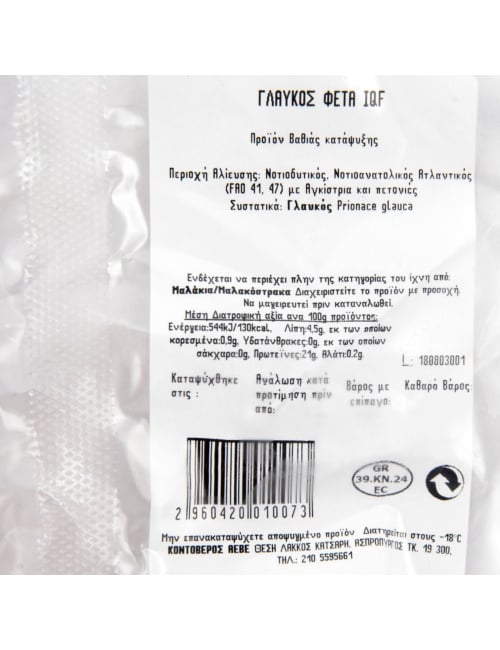 ΓΛΑΥΚΟΣ ΦΕΤΑ IQF
Προϊόν Βαθιάς κατάψυξης
Περιοχή Αλίευσης: Νοτιοδυτικός, Νοτιοανατολικός Ατλαντικός
(FAO 41, 47) με Αγκίστρια και πετονιές
Συστατικά: Γλαυκός Prionace glauca
Ενδέχεται να περιέχει πλην της κατηγορίας του ίχνη από:
Μαλάκια/Μαλακόστρακα Διαχειριστείτε το προϊόν με προσοχή.
Να μαγειρευτεί πριν καταναλωθεί.
Μέση Διατροφική αξία ανα 100g προϊόντος:
Ενέργεια:544kJ/130kcal, Λίπη:4,5g, εκ των οποίων
κορεσμένα:0,9g, Υδατάνθρακες:0g, εκ των οποίων
σάκχαρα:0g, Πρωτεΐνες:21g, Αλάτι:0.2g.
L: 180803001
Καταψύχθηκε στις :
Ανάλωση κατά προτίμηση πριν από:
Βάρος με επίπαγο:
Καθαρό Βάρος:
2 960420 010073
GR
39.KN.24
EC
Μην επανακαταψύχετε αποψυγμένο προϊόν Διατηρείται στους -18°C
ΚΟΝΤΟΒΕΡΟΣ ΑΕΒΕ ΘΕΣΗ ΛΑΚΚΟΣ ΚΑΤΣΑΡΗ, ΑΣΠΡΟΠΥΡΓΟΣ ΤΚ. 19 300,
ΤΗΛ.: 210 5595661